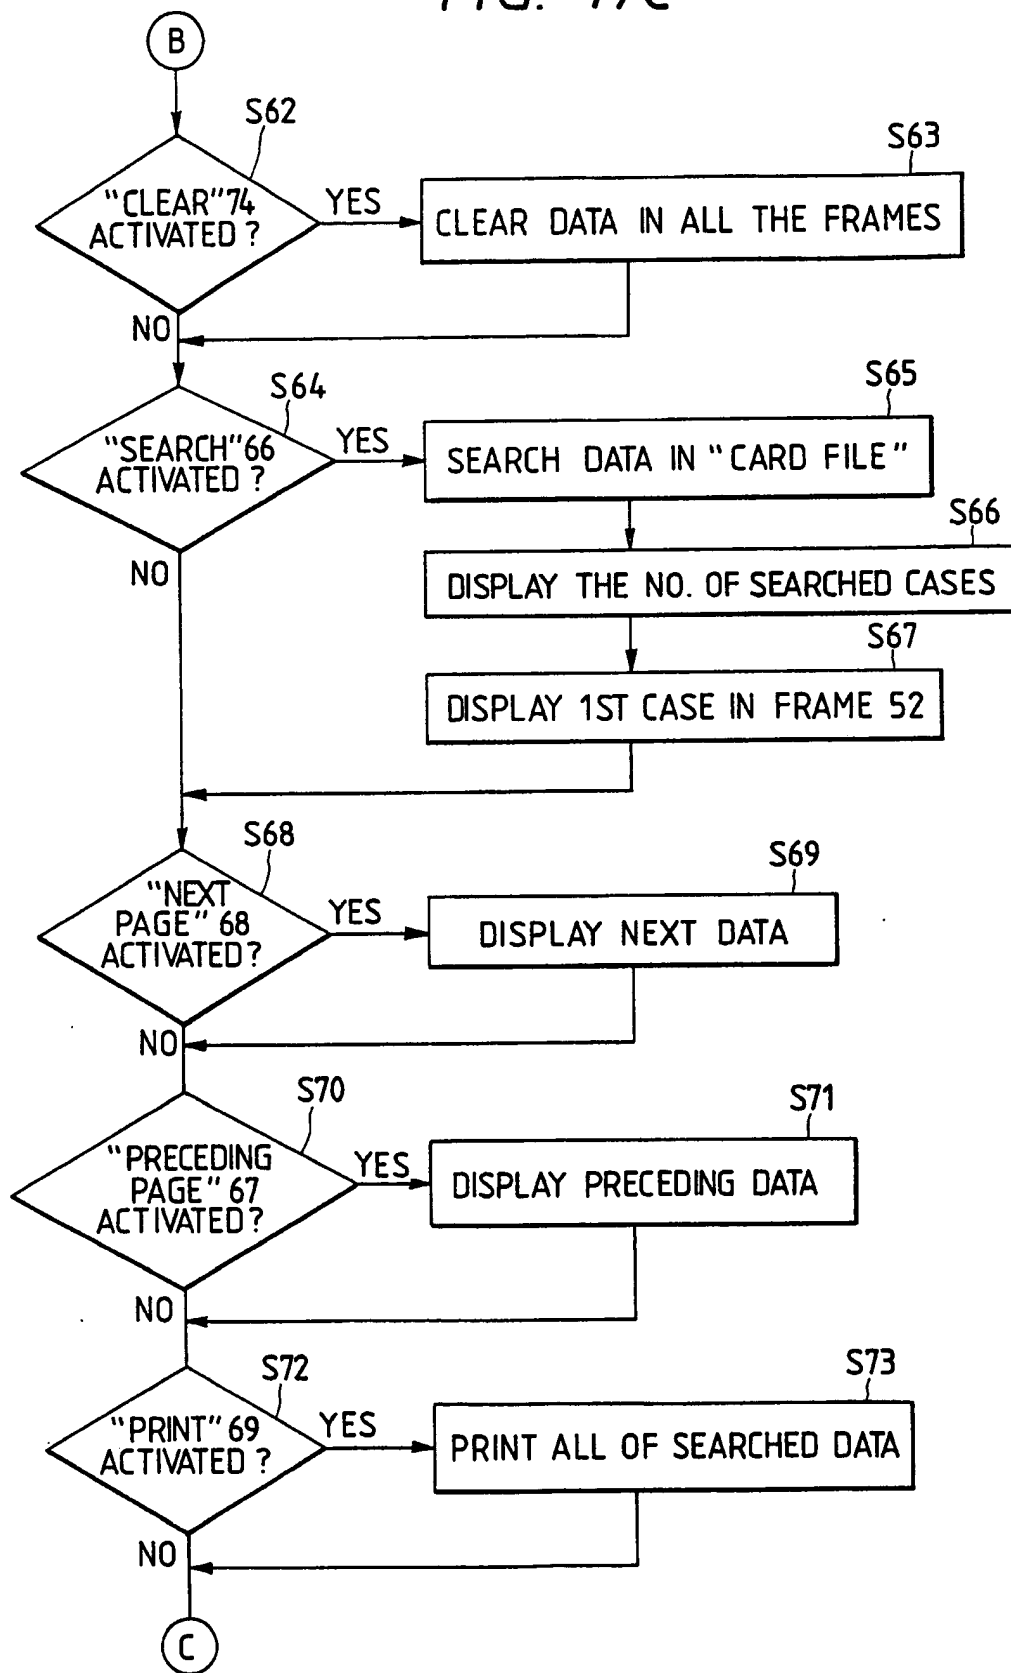 B
S62
S63
"CLEAR" 74
ACTIVATED ?
YES
CLEAR DATA IN ALL THE FRAMES
NO
S64
S65
"SEARCH" 66
ACTIVATED ?
YES
SEARCH DATA IN "CARD FILE"
S66
NO
DISPLAY THE NO. OF SEARCHED CASES
S67
DISPLAY 1ST CASE IN FRAME 52
S68
S69
"NEXT
PAGE" 68
ACTIVATED ?
YES
DISPLAY NEXT DATA
NO
S70
S71
"PRECEDING
PAGE" 67
ACTIVATED ?
YES
DISPLAY PRECEDING DATA
NO
S72
S73
"PRINT" 69
ACTIVATED ?
YES
PRINT ALL OF SEARCHED DATA
NO
C